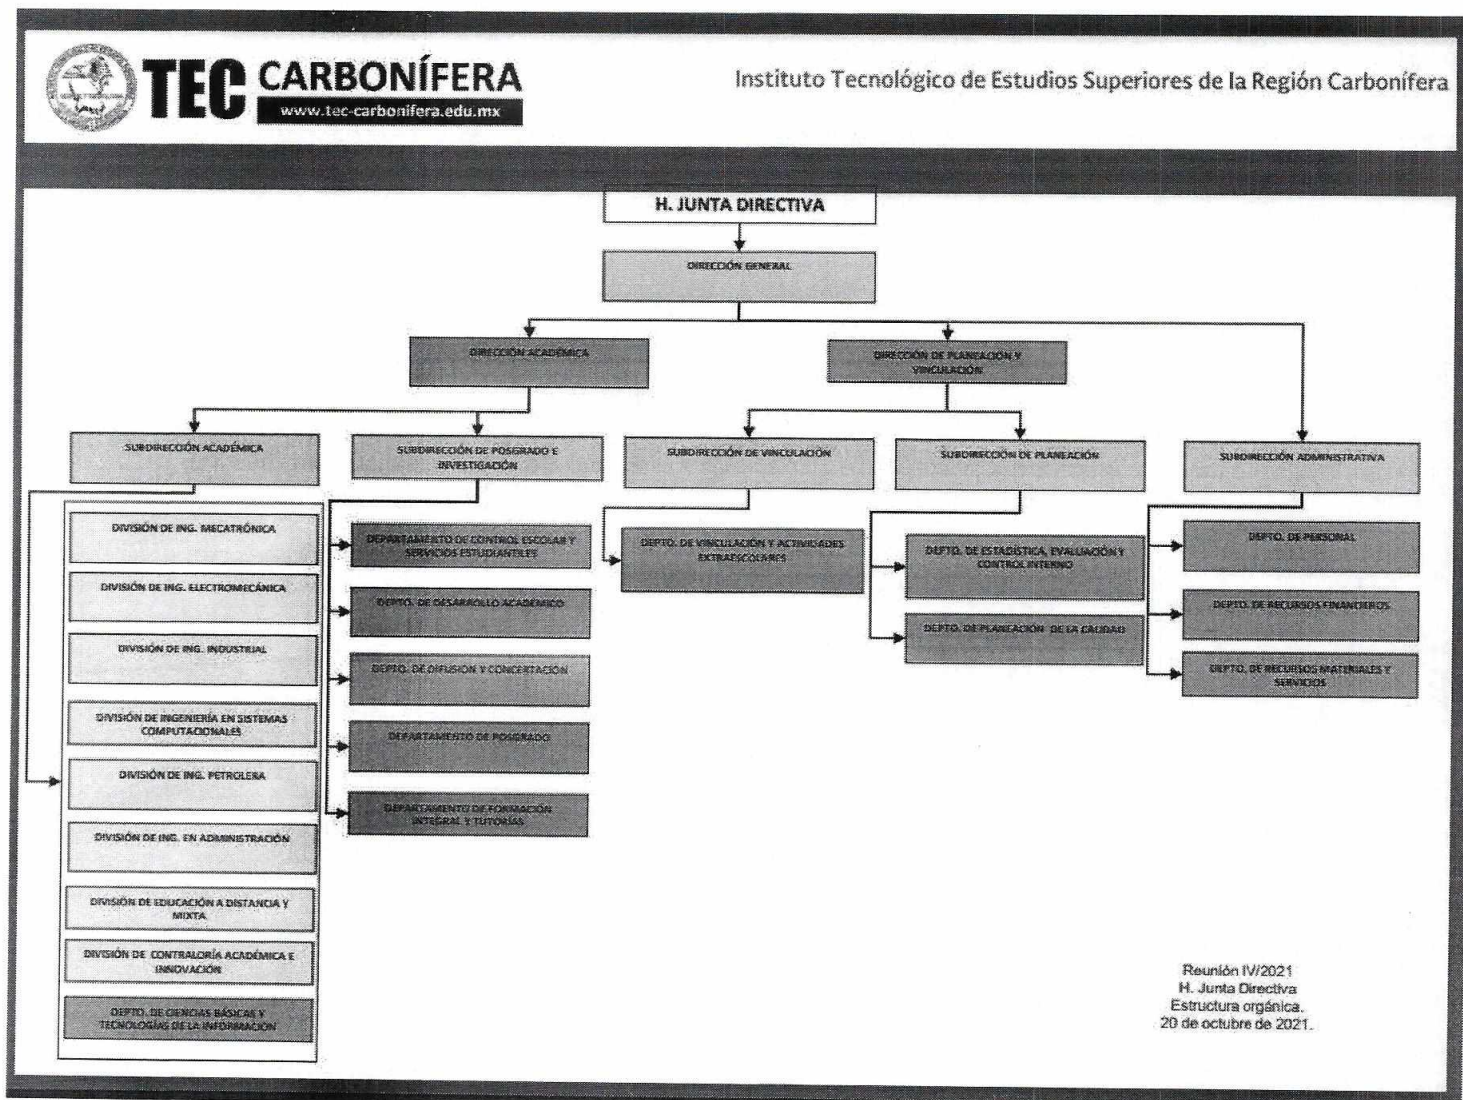 TEC CARBONÍFERA
www.tec-carbonifera.edu.mx
Instituto Tecnológico de Estudios Superiores de la Región Carbonífera
H. JUNTA DIRECTIVA
DIRECCIÓN GENERAL
DIRECCIÓN ACADÉMICA
DIRECCIÓN DE PLANEACIÓN Y
VINCULACIÓN
SUBDIRECCIÓN ACADÉMICA
SUBDIRECCIÓN DE POSGRADO E
INVESTIGACIÓN
SUBDIRECCIÓN DE VINCULACIÓN
SUBDIRECCIÓN DE PLANEACIÓN
SUBDIRECCIÓN ADMINISTRATIVA
DIVISIÓN DE ING. MECATRÓNICA
DIVISIÓN DE ING. ELECTROMECÁNICA
DIVISIÓN DE ING. INDUSTRIAL
DIVISIÓN DE INGENIERÍA EN SISTEMAS
COMPUTACIONALES
DIVISIÓN DE ING. PETROLERA
DIVISIÓN DE ING. EN ADMINISTRACIÓN
DIVISIÓN DE EDUCACIÓN A DISTANCIA Y
MIXTA
DIVISIÓN DE CONTRALORÍA ACADÉMICA E
INNOVACIÓN
DEPTO. DE CIENCIAS BÁSICAS Y
TECNOLOGÍAS DE LA INFORMACIÓN
DEPARTAMENTO DE CONTROL ESCOLAR Y
SERVICIOS ESTUDIANTILES
DEPTO. DE DESARROLLO ACADÉMICO
DEPTO. DE DIFUSIÓN Y CONCERTACIÓN
DEPARTAMENTO DE POSGRADO
DEPARTAMENTO DE FORMACIÓN
INTEGRAL Y TUTORÍAS
DEPTO. DE VINCULACIÓN Y ACTIVIDADES
EXTRAESCOLARES
DEPTO. DE ESTADÍSTICA, EVALUACIÓN Y
CONTROL INTERNO
DEPTO. DE PLANEACIÓN DE LA CALIDAD
DEPTO. DE PERSONAL
DEPTO. DE RECURSOS FINANCIEROS
DEPTO. DE RECURSOS MATERIALES Y
SERVICIOS
Reunión IV/2021
H. Junta Directiva
Estructura orgánica.
20 de octubre de 2021.